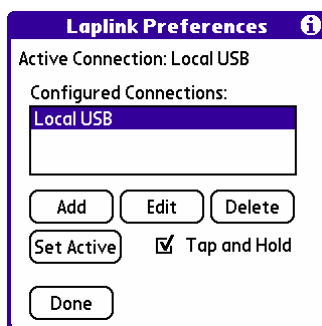 Laplink Preferences i
Active Connection: Local USB
Configured Connections:
Local USB
Add Edit Delete
Set Active Tap and Hold
Done